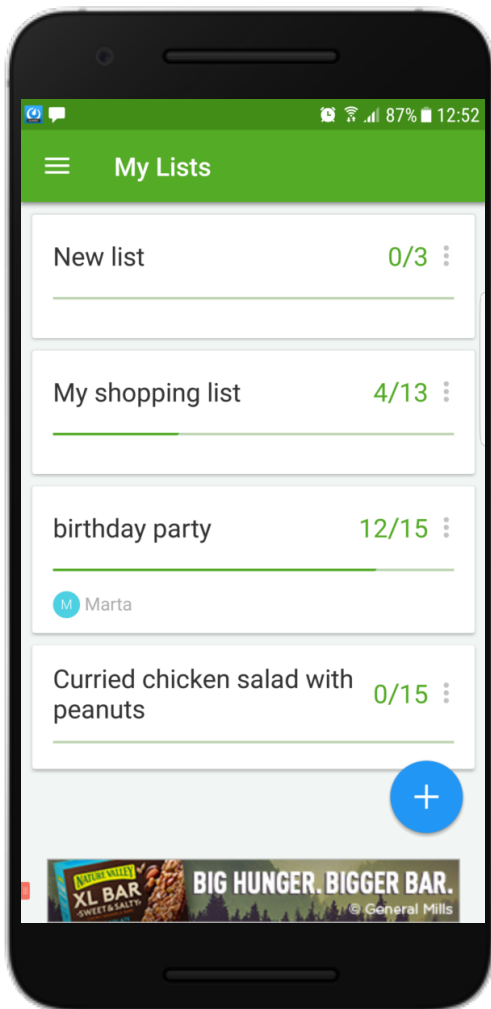 87% 12:52
My Lists
New list 0/3
My shopping list 4/13
birthday party 12/15
M Marta
Curried chicken salad with
peanuts
0/15
+
NATURE VALLEY
XL BAR
SWEET & SALTY
BIG HUNGER. BIGGER BAR.
© General Mills